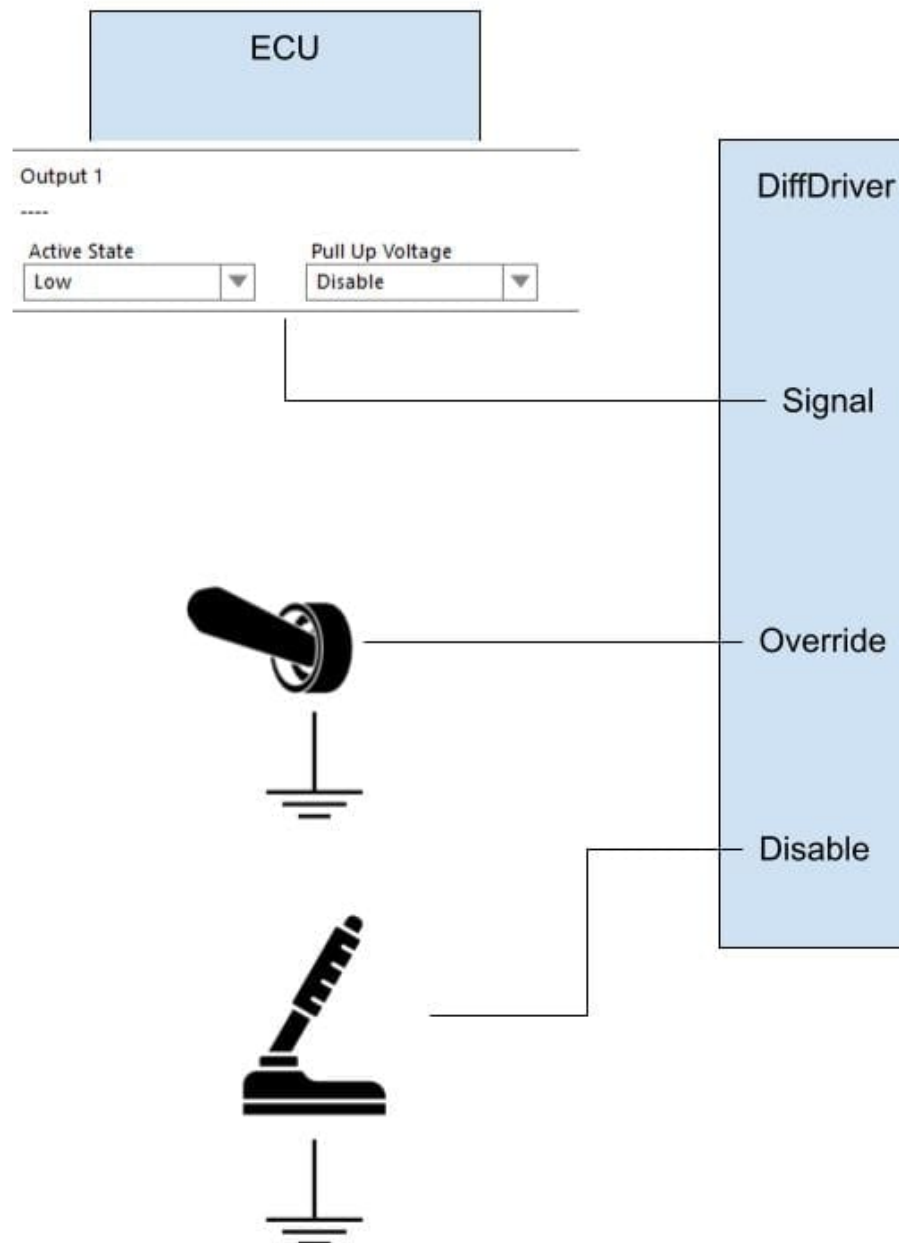 ECU
Output 1
----
Active State
Pull Up Voltage
Low
Disable
DiffDriver
Signal
Override
Disable